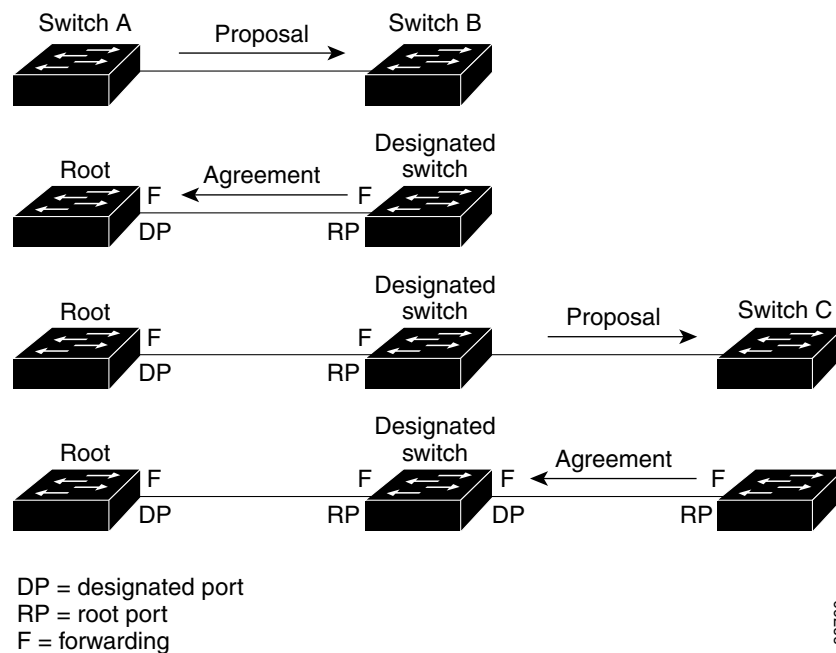 Switch A
Proposal
Switch B
Root
F
Agreement
F
Designated
switch
DP
RP
Root
F
F
Designated
switch
Proposal
Switch C
DP
RP
Root
F
F
Designated
switch
F
Agreement
F
DP
RP
DP
RP
DP = designated port
RP = root port
F = forwarding